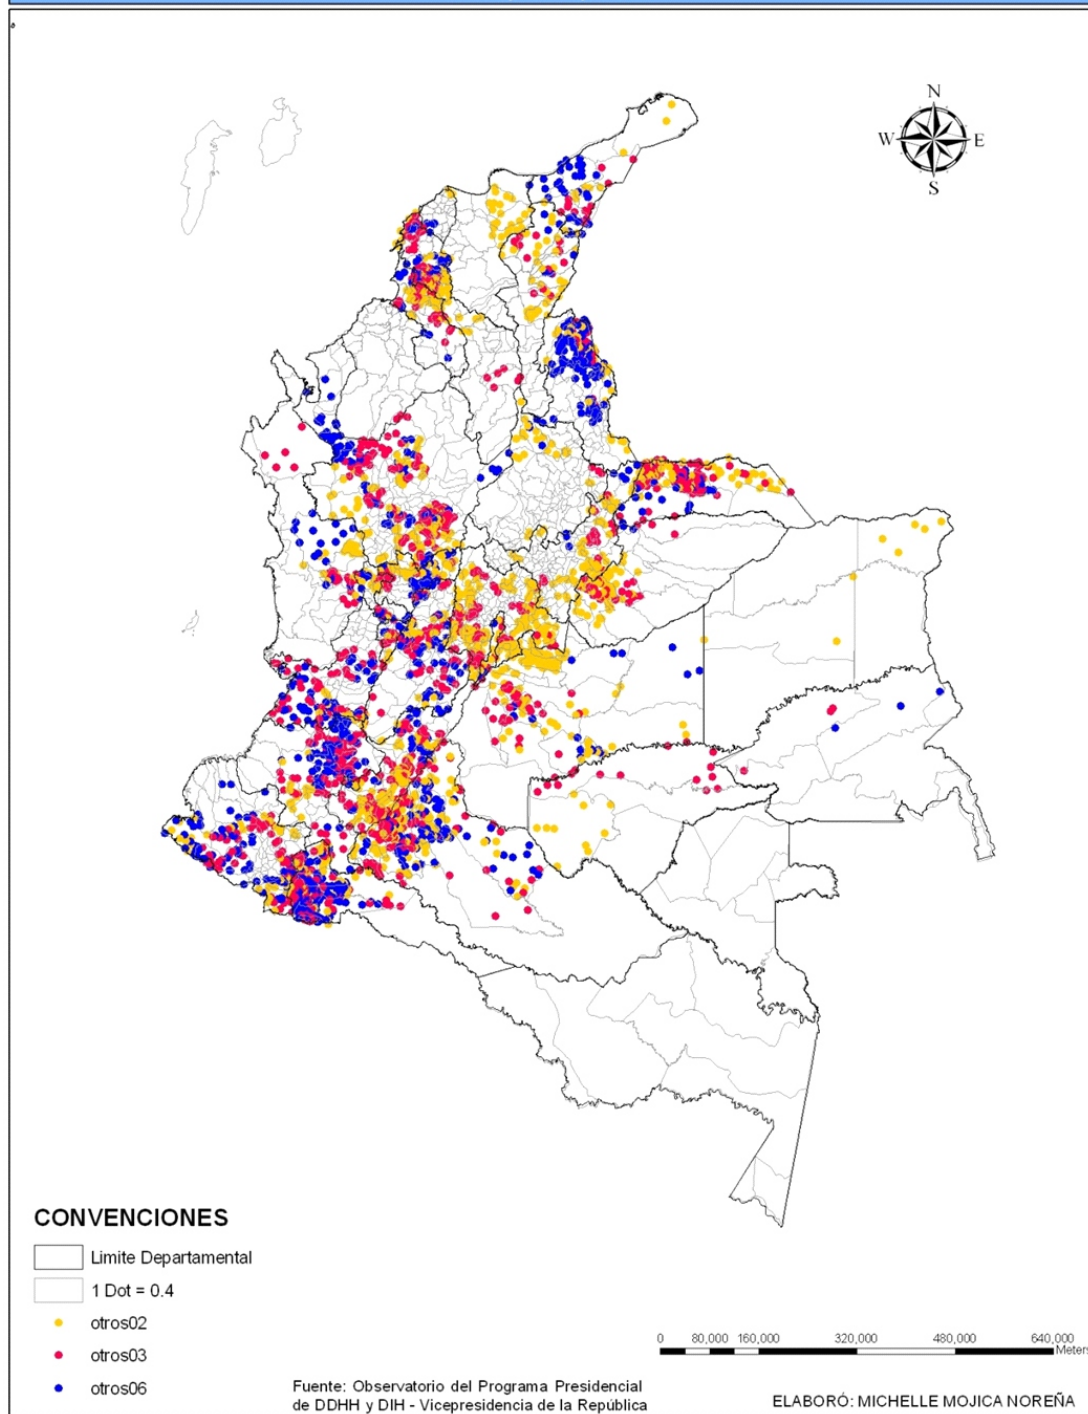 N
W E
S
CONVENCIONES
Limite Departamental
1 Dot = 0.4
otros02
otros03
otros06
Fuente: Observatorio del Programa Presidencial
de DDHH y DIH - Vicepresidencia de la República
0 80,000 160,000 320,000 480,000 640,000
Meters
ELABORÓ: MICHELLE MOJICA NOREÑA